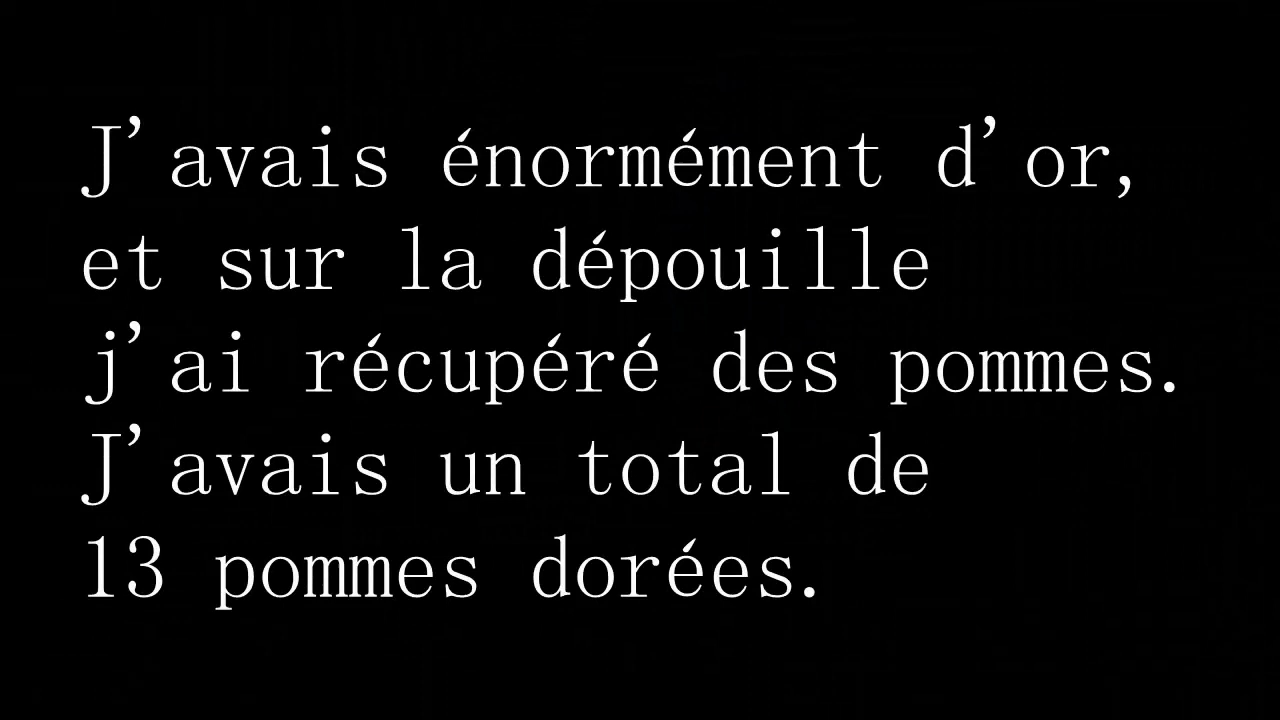 J’avais énormément d’or,
et sur la dépouille
j’ai récupéré des pommes.
J’avais un total de
13 pommes dorées.